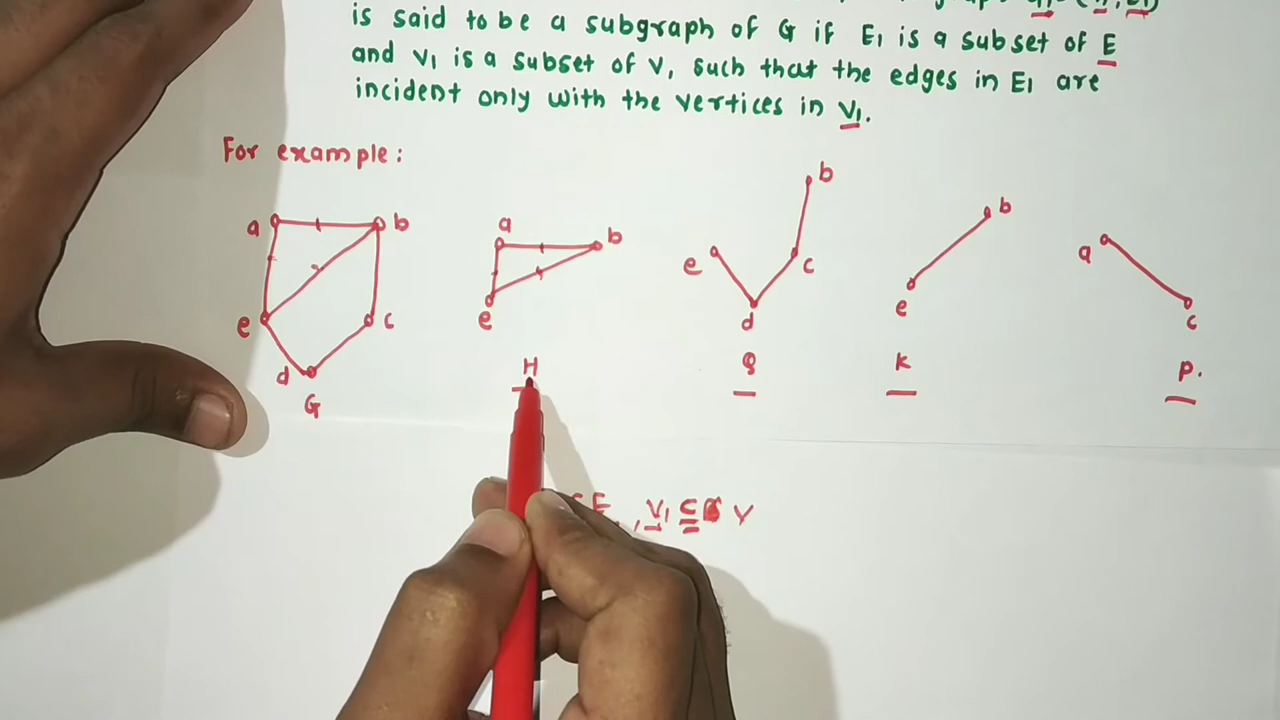 is said to be a subgraph of G if E1 is a subset of E
and V1 is a subset of V, such that the edges in E1 are
incident only with the vertices in V1.
For example:
a b e c d G
a b e H
b e c d Q
b e K
a c P.
E, V1 ⊆ V